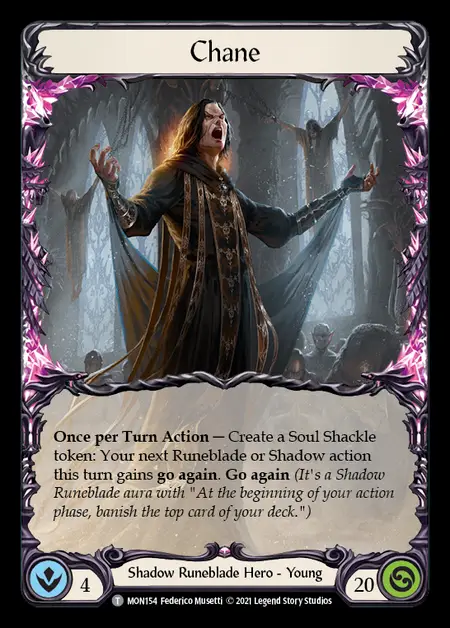 Chane
Once per Turn Action — Create a Soul Shackle
token: Your next Runeblade or Shadow action
this turn gains go again. Go again (It's a Shadow
Runeblade aura with "At the beginning of your action
phase, banish the top card of your deck.")
4
Shadow Runeblade Hero - Young
20
T MON154 Federico Musetti © 2021 Legend Story Studios